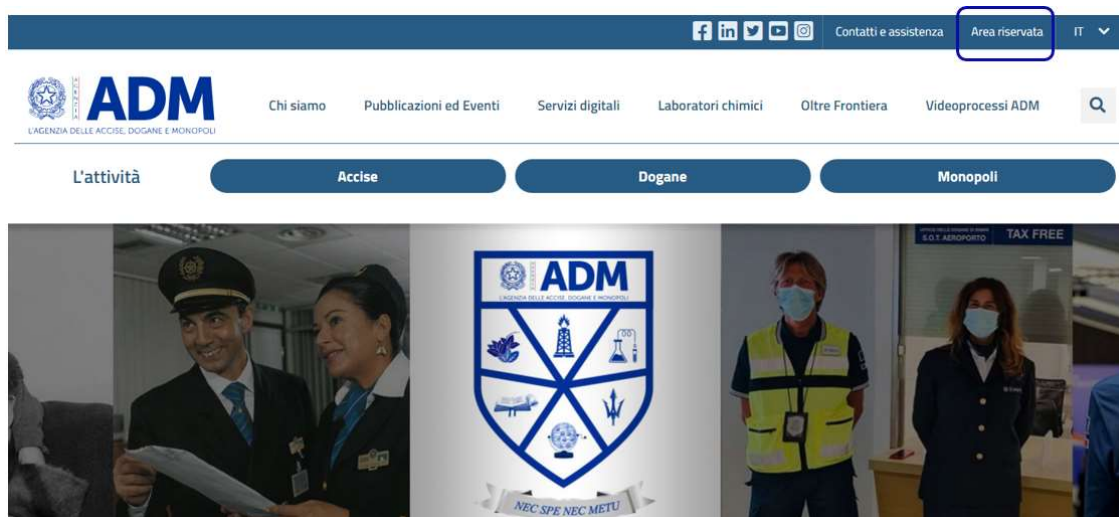 Contatti e assistenza
Area riservata
IT
AGENZIA
ADM
L'AGENZIA DELLE ACCISE, DOGANE E MONOPOLI
Chi siamo
Pubblicazioni ed Eventi
Servizi digitali
Laboratori chimici
Oltre Frontiera
Videoprocessi ADM
L'attività
Accise
Dogane
Monopoli
ADM
L'AGENZIA DELLE ACCISE, DOGANE E MONOPOLI
NEC SPE NEC METU
S.O.T. AEROPORTO
TAX FREE